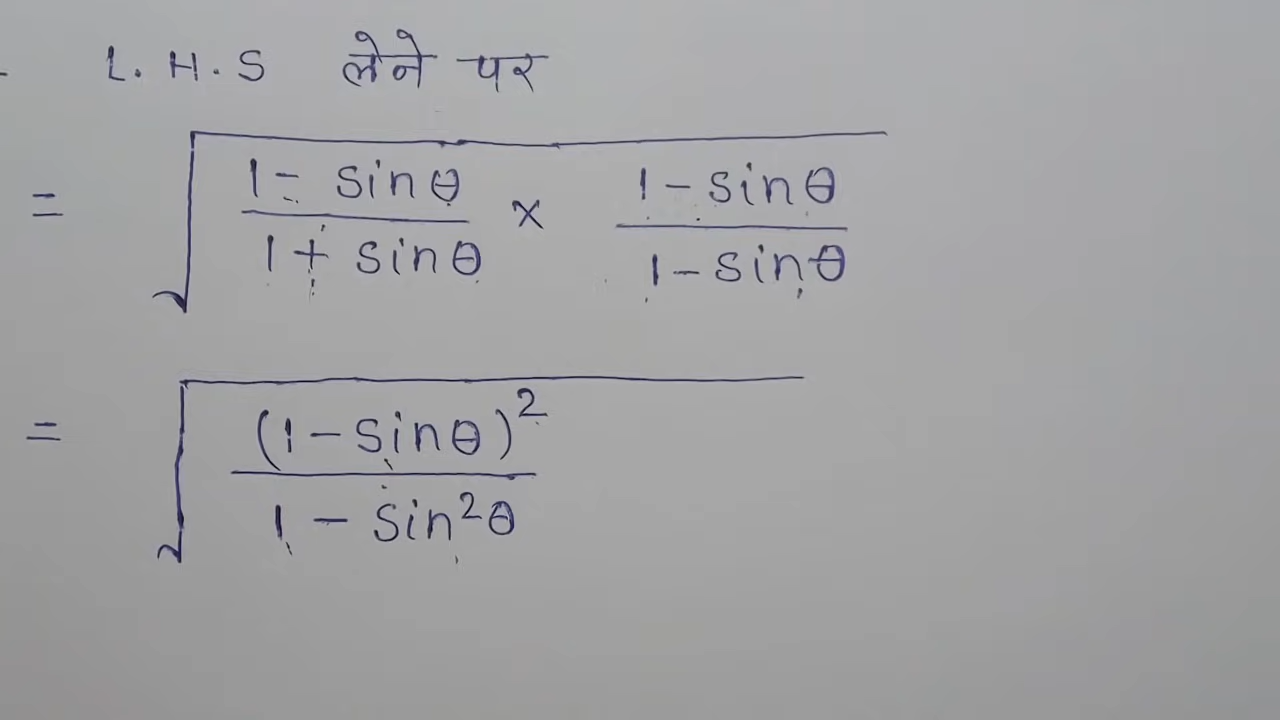 L.H.S लेने पर
= √((1 - sinθ)/(1 + sinθ) × (1 - sinθ)/(1 - sinθ))
= √((1 - sinθ)²/(1 - sin²θ))